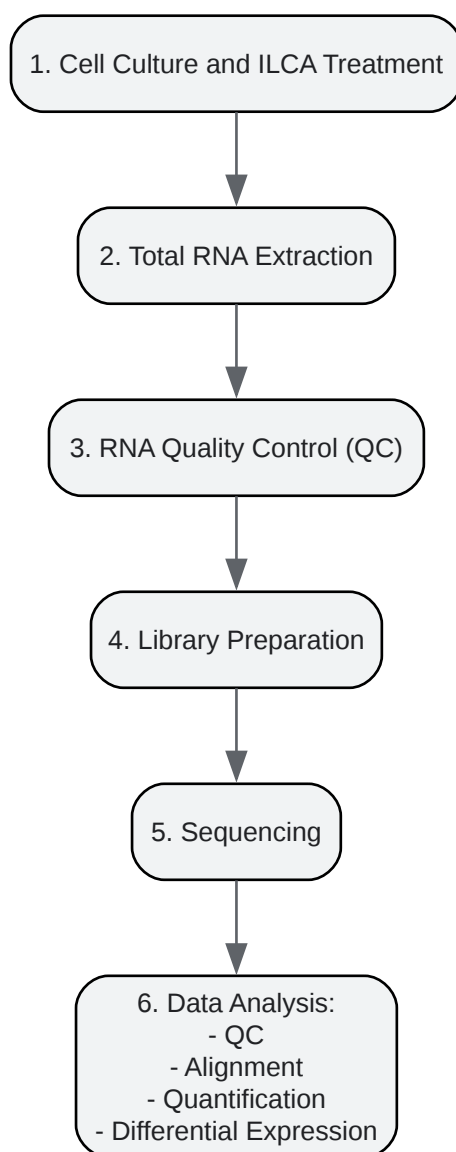 1. Cell Culture and ILCA Treatment
2. Total RNA Extraction
3. RNA Quality Control (QC)
4. Library Preparation
5. Sequencing
6. Data Analysis:
- QC
- Alignment
- Quantification
- Differential Expression